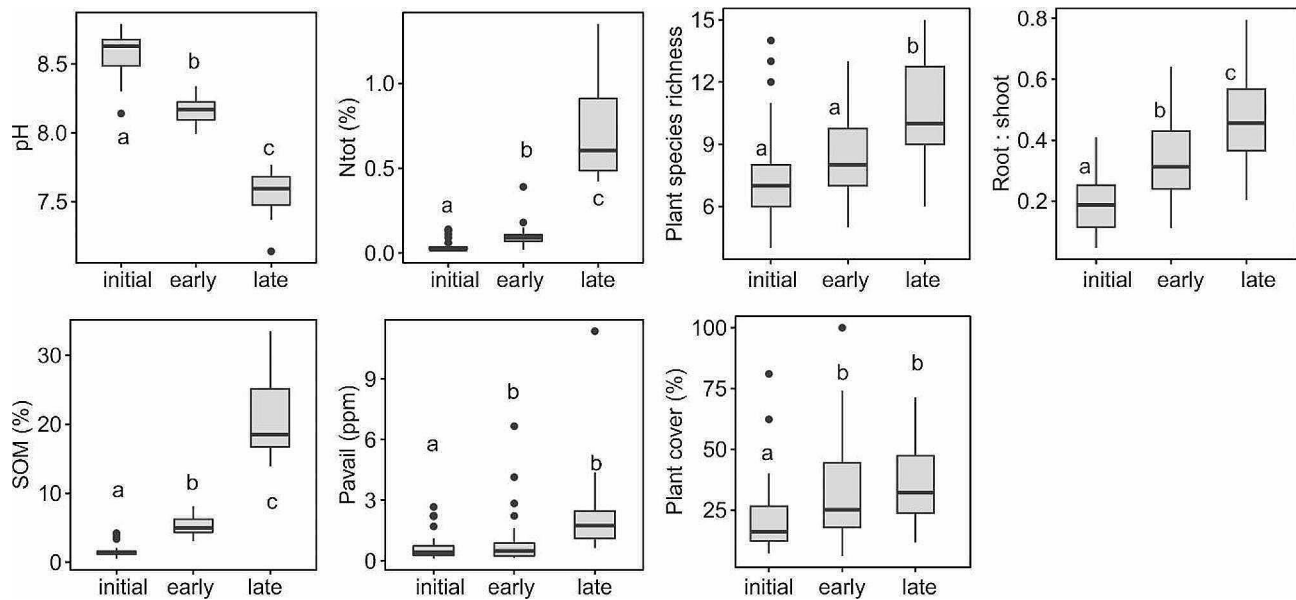 pH
8.5
8.0
7.5
a
b
c
initial early late
Ntot (%)
1.0
0.5
0.0
a
b
c
initial early late
Plant species richness
15
12
9
6
a
a
b
initial early late
Root : shoot
0.8
0.6
0.4
0.2
a
b
c
initial early late
SOM (%)
30
20
10
0
a
b
c
initial early late
Pavail (ppm)
9
6
3
0
a
b
b
initial early late
Plant cover (%)
100
75
50
25
a
b
b
initial early late